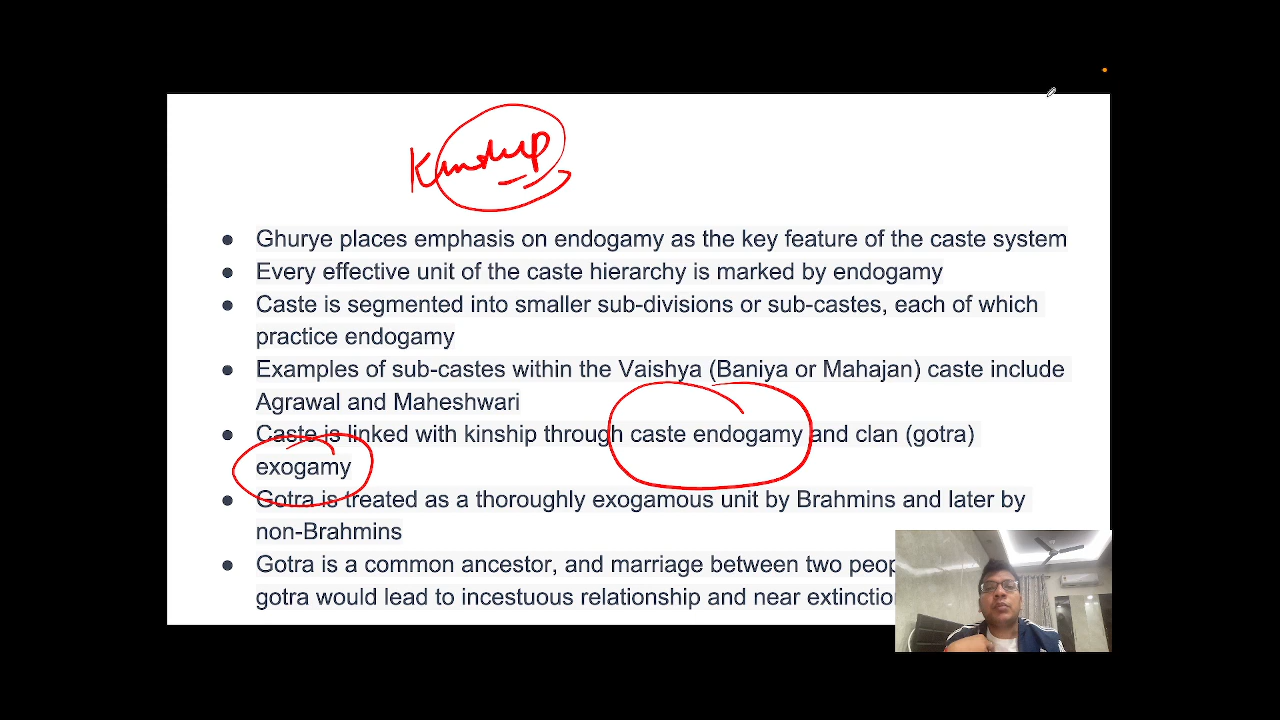 Kinship
● Ghurye places emphasis on endogamy as the key feature of the caste system
● Every effective unit of the caste hierarchy is marked by endogamy
● Caste is segmented into smaller sub-divisions or sub-castes, each of which
practice endogamy
● Examples of sub-castes within the Vaishya (Baniya or Mahajan) caste include
Agrawal and Maheshwari
● Caste is linked with kinship through caste endogamy and clan (gotra)
exogamy
● Gotra is treated as a thoroughly exogamous unit by Brahmins and later by
non-Brahmins
● Gotra is a common ancestor, and marriage between two
gotra would lead to incestuous relationship and near